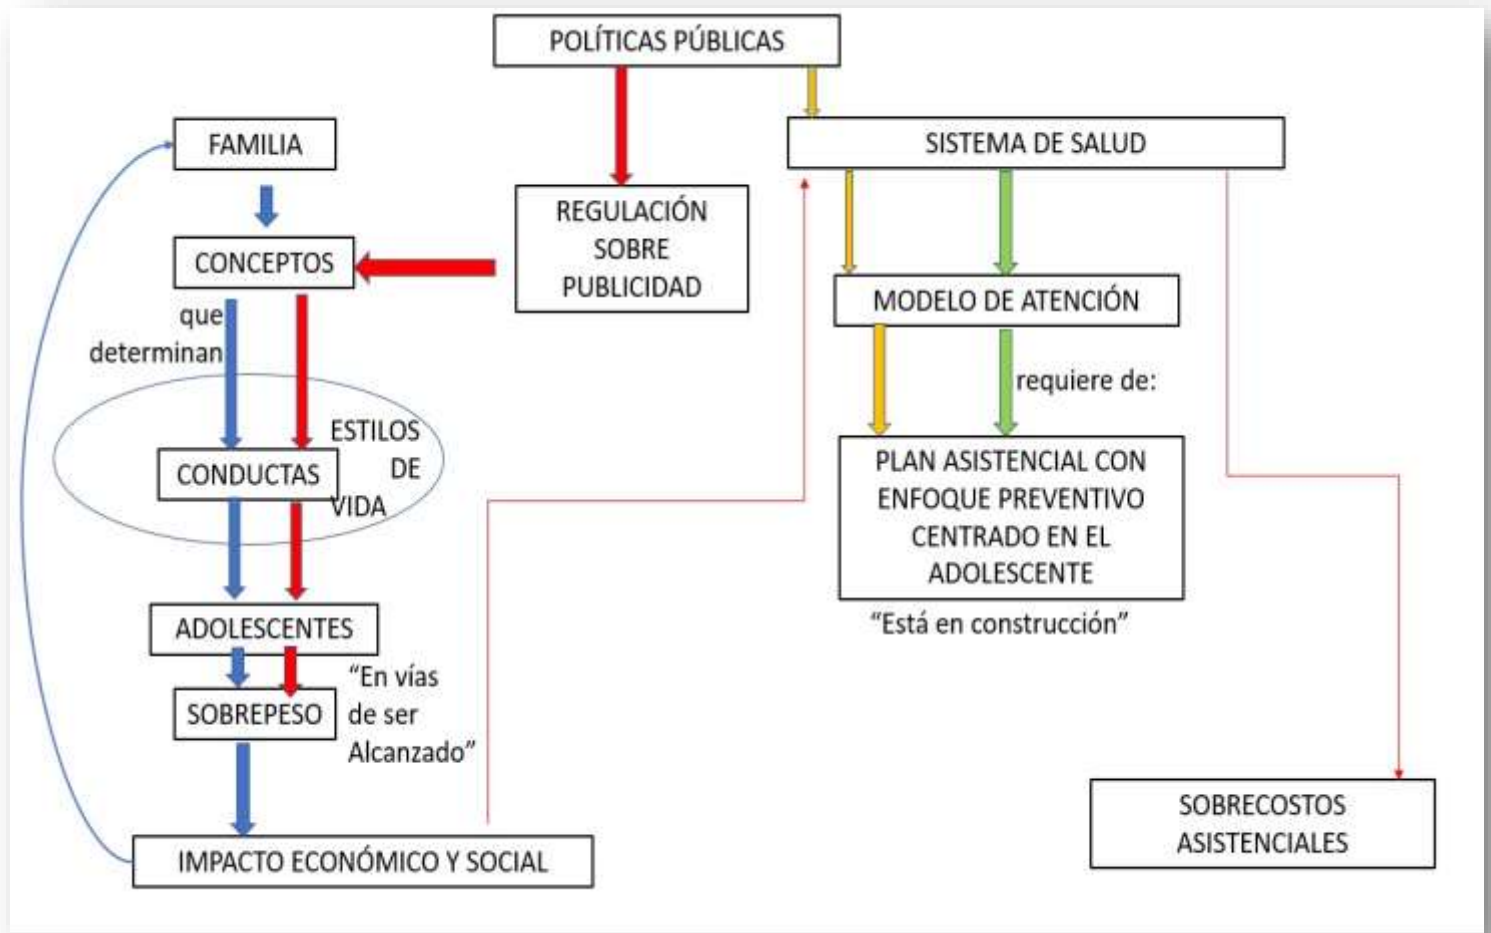 POLÍTICAS PÚBLICAS
FAMILIA
SISTEMA DE SALUD
REGULACIÓN
SOBRE
PUBLICIDAD
CONCEPTOS
MODELO DE ATENCIÓN
que
determinan
requiere de:
ESTILOS
DE
VIDA
CONDUCTAS
PLAN ASISTENCIAL CON
ENFOQUE PREVENTIVO
CENTRADO EN EL
ADOLESCENTE
“Está en construcción”
ADOLESCENTES
“En vías
de ser
Alcanzado”
SOBREPESO
IMPACTO ECONÓMICO Y SOCIAL
SOBRECOSTOS
ASISTENCIALES